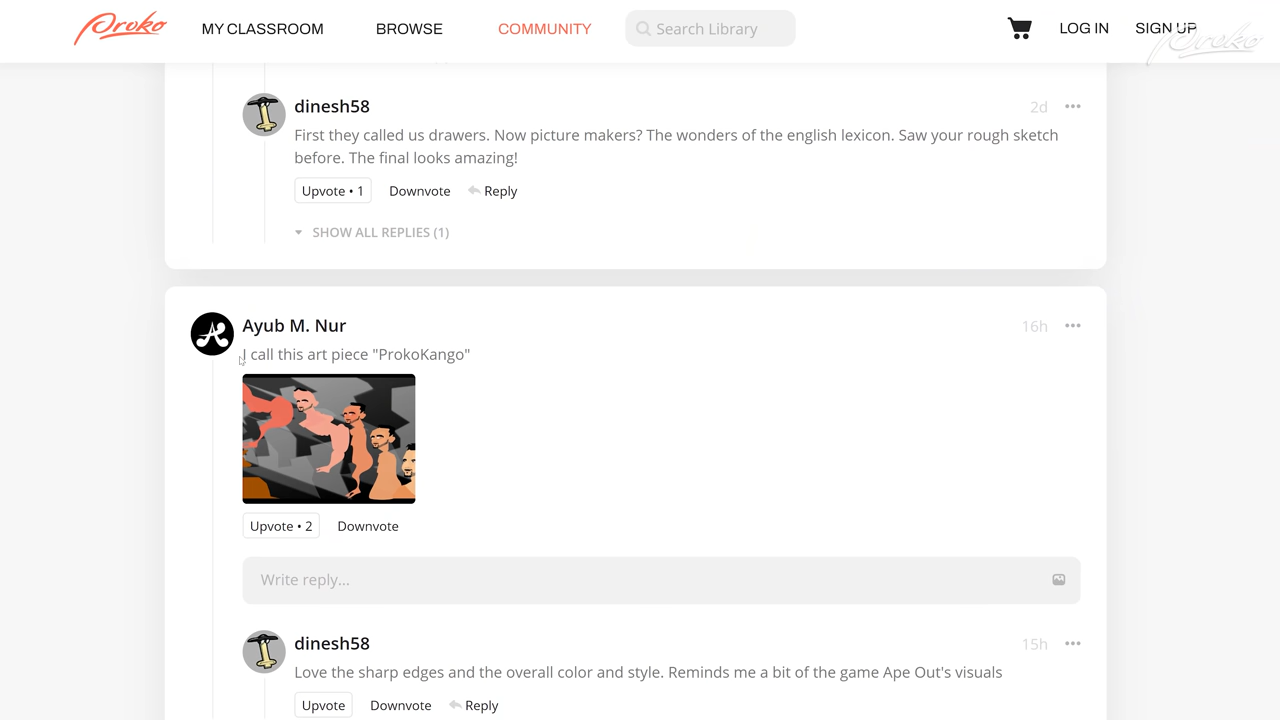 Proko MY CLASSROOM BROWSE COMMUNITY Search Library LOG IN SIGN UP
Proko
dinesh58 2d
First they called us drawers. Now picture makers? The wonders of the english lexicon. Saw your rough sketch
before. The final looks amazing!
Upvote • 1 Downvote Reply
SHOW ALL REPLIES (1)
Ayub M. Nur 16h
I call this art piece "ProkoKango"
Upvote • 2 Downvote
Write reply...
dinesh58 15h
Love the sharp edges and the overall color and style. Reminds me a bit of the game Ape Out's visuals
Upvote Downvote Reply